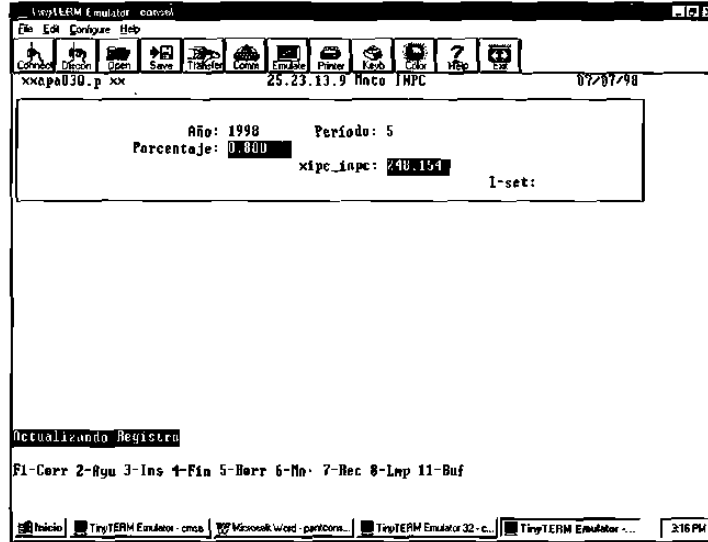 TinyTERM Emulator - consol
File Edit Configure Help
Connect Discon Open Save Transfer Comm Emulate Printer Keyb Color Help Exit
xxapa030.p xx 25.23.13.9 Mnto INPC 07/07/98
Año: 1998 Período: 5
Porcentaje: 0.800
xipc_inpc: 248.154
I-set:
Actualizando Registro
F1-Corr 2-Ayu 3-Ins 4-Fin 5-Borr 6-Mn- 7-Rec 8-Lmp 11-Buf
Inicio TinyTERM Emulator - cmos Microsoft Word - pantcons... TinyTERM Emulator 32 - c... TinyTERM Emulator -... 3:16 PM